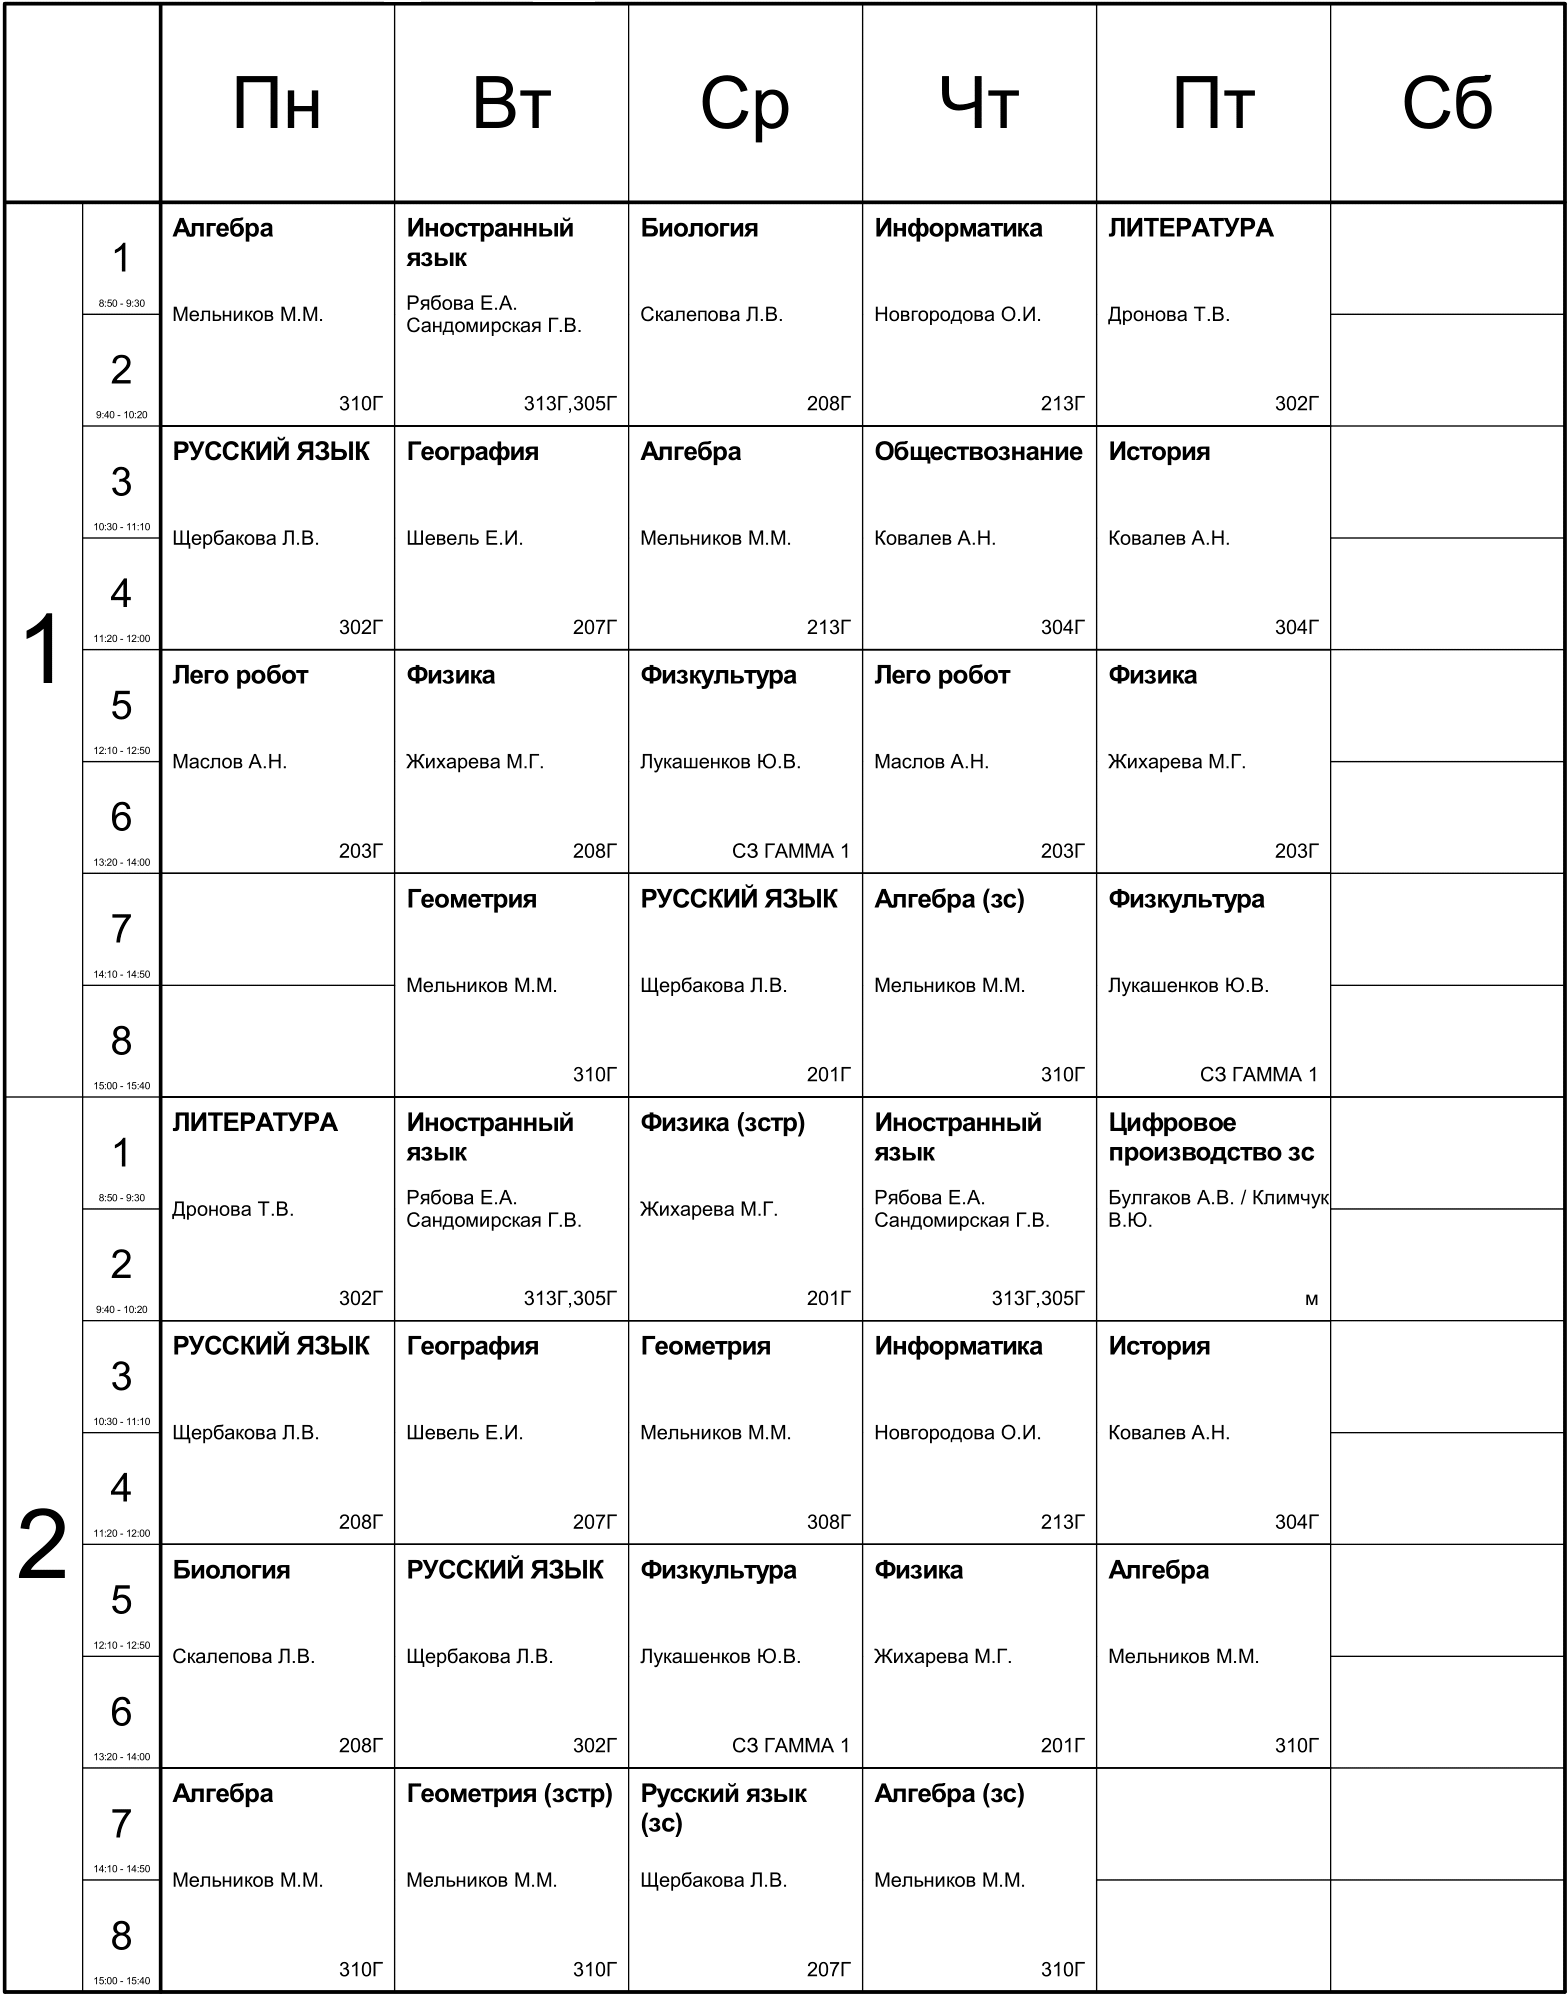 Пн Вт Ср Чт Пт Сб
1
1
8:50 - 9:30
2
9:40 - 10:20
Алгебра
Мельников М.М.
310Г
Иностранный
язык
Рябова Е.А.
Сандомирская Г.В.
313Г,305Г
Биология
Скалепова Л.В.
208Г
Информатика
Новгородова О.И.
213Г
ЛИТЕРАТУРА
Дронова Т.В.
302Г
3
10:30 - 11:10
4
11:20 - 12:00
РУССКИЙ ЯЗЫК
Щербакова Л.В.
302Г
География
Шевель Е.И.
207Г
Алгебра
Мельников М.М.
213Г
Обществознание
Ковалев А.Н.
304Г
История
Ковалев А.Н.
304Г
5
12:10 - 12:50
6
13:20 - 14:00
Лего робот
Маслов А.Н.
203Г
Физика
Жихарева М.Г.
208Г
Физкультура
Лукашенков Ю.В.
СЗ ГАММА 1
Лего робот
Маслов А.Н.
203Г
Физика
Жихарева М.Г.
203Г
7
14:10 - 14:50
8
15:00 - 15:40
Геометрия
Мельников М.М.
310Г
РУССКИЙ ЯЗЫК
Щербакова Л.В.
201Г
Алгебра (зс)
Мельников М.М.
310Г
Физкультура
Лукашенков Ю.В.
СЗ ГАММА 1
2
1
8:50 - 9:30
2
9:40 - 10:20
ЛИТЕРАТУРА
Дронова Т.В.
302Г
Иностранный
язык
Рябова Е.А.
Сандомирская Г.В.
313Г,305Г
Физика (зстр)
Жихарева М.Г.
201Г
Иностранный
язык
Рябова Е.А.
Сандомирская Г.В.
313Г,305Г
Цифровое
производство зс
Булгаков А.В. / Климчук
В.Ю.
м
3
10:30 - 11:10
4
11:20 - 12:00
РУССКИЙ ЯЗЫК
Щербакова Л.В.
208Г
География
Шевель Е.И.
207Г
Геометрия
Мельников М.М.
308Г
Информатика
Новгородова О.И.
213Г
История
Ковалев А.Н.
304Г
5
12:10 - 12:50
6
13:20 - 14:00
Биология
Скалепова Л.В.
208Г
РУССКИЙ ЯЗЫК
Щербакова Л.В.
302Г
Физкультура
Лукашенков Ю.В.
СЗ ГАММА 1
Физика
Жихарева М.Г.
201Г
Алгебра
Мельников М.М.
310Г
7
14:10 - 14:50
8
15:00 - 15:40
Алгебра
Мельников М.М.
310Г
Геометрия (зстр)
Мельников М.М.
310Г
Русский язык
(зс)
Щербакова Л.В.
207Г
Алгебра (зс)
Мельников М.М.
310Г